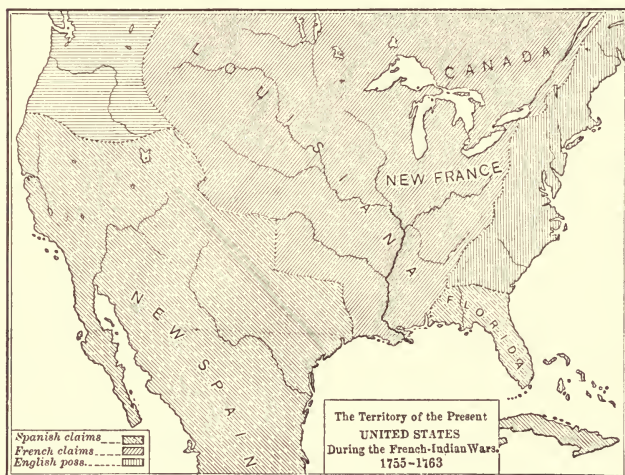 CANADA
LOUISIANA
NEW FRANCE
FLORIDA
NEW SPAIN
The Territory of the Present
UNITED STATES
During the French-Indian Wars.
1755-1763
Spanish claims
French claims
English poss.